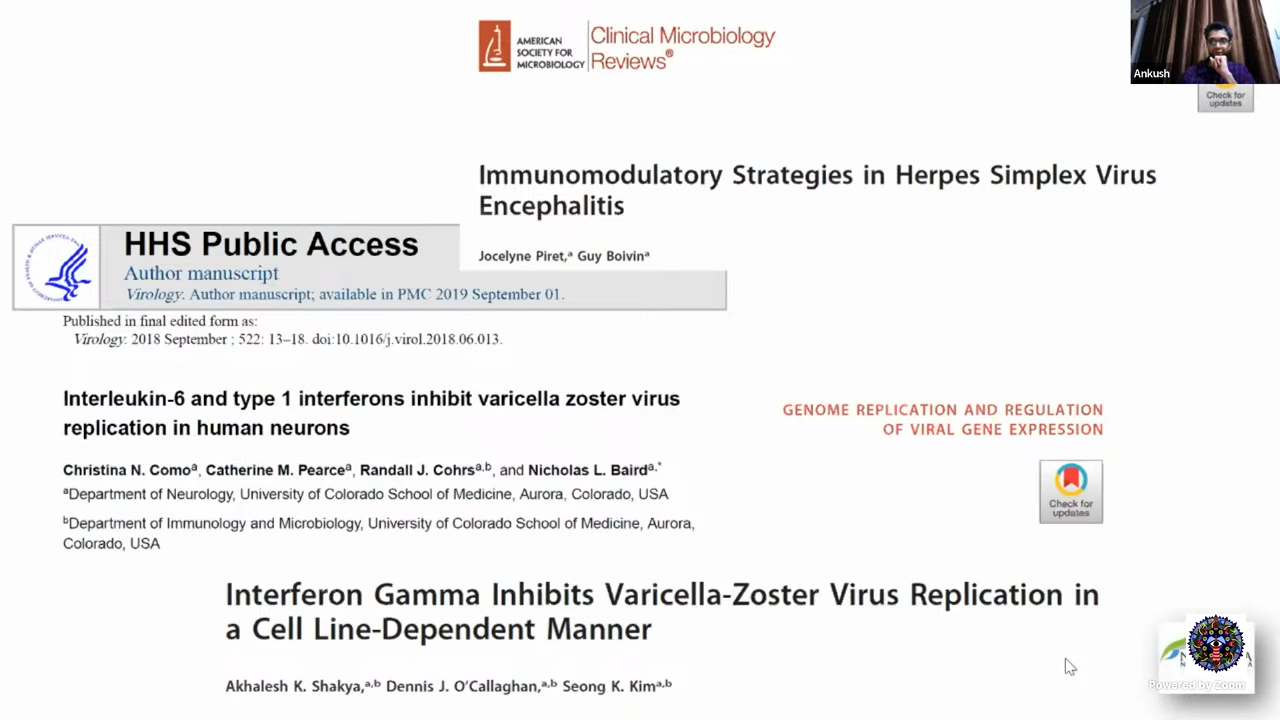 AMERICAN
SOCIETY FOR
MICROBIOLOGY
Clinical Microbiology
Reviews®
Ankush
Check for
updates
Immunomodulatory Strategies in Herpes Simplex Virus
Encephalitis
Jocelyne Piret,ᵃ Guy Boivinᵃ
HHS Public Access
Author manuscript
Virology. Author manuscript; available in PMC 2019 September 01.
Published in final edited form as:
Virology. 2018 September ; 522: 13–18. doi:10.1016/j.virol.2018.06.013.
Interleukin-6 and type 1 interferons inhibit varicella zoster virus
replication in human neurons
Christina N. Comoᵃ, Catherine M. Pearceᵃ, Randall J. Cohrsᵃ,ᵇ, and Nicholas L. Bairdᵃ,*
ᵃDepartment of Neurology, University of Colorado School of Medicine, Aurora, Colorado, USA
ᵇDepartment of Immunology and Microbiology, University of Colorado School of Medicine, Aurora,
Colorado, USA
GENOME REPLICATION AND REGULATION
OF VIRAL GENE EXPRESSION
Check for
updates
Interferon Gamma Inhibits Varicella-Zoster Virus Replication in
a Cell Line-Dependent Manner
Akhalesh K. Shakya,ᵃ,ᵇ Dennis J. O’Callaghan,ᵃ,ᵇ Seong K. Kimᵃ,ᵇ
Powered by Zoom